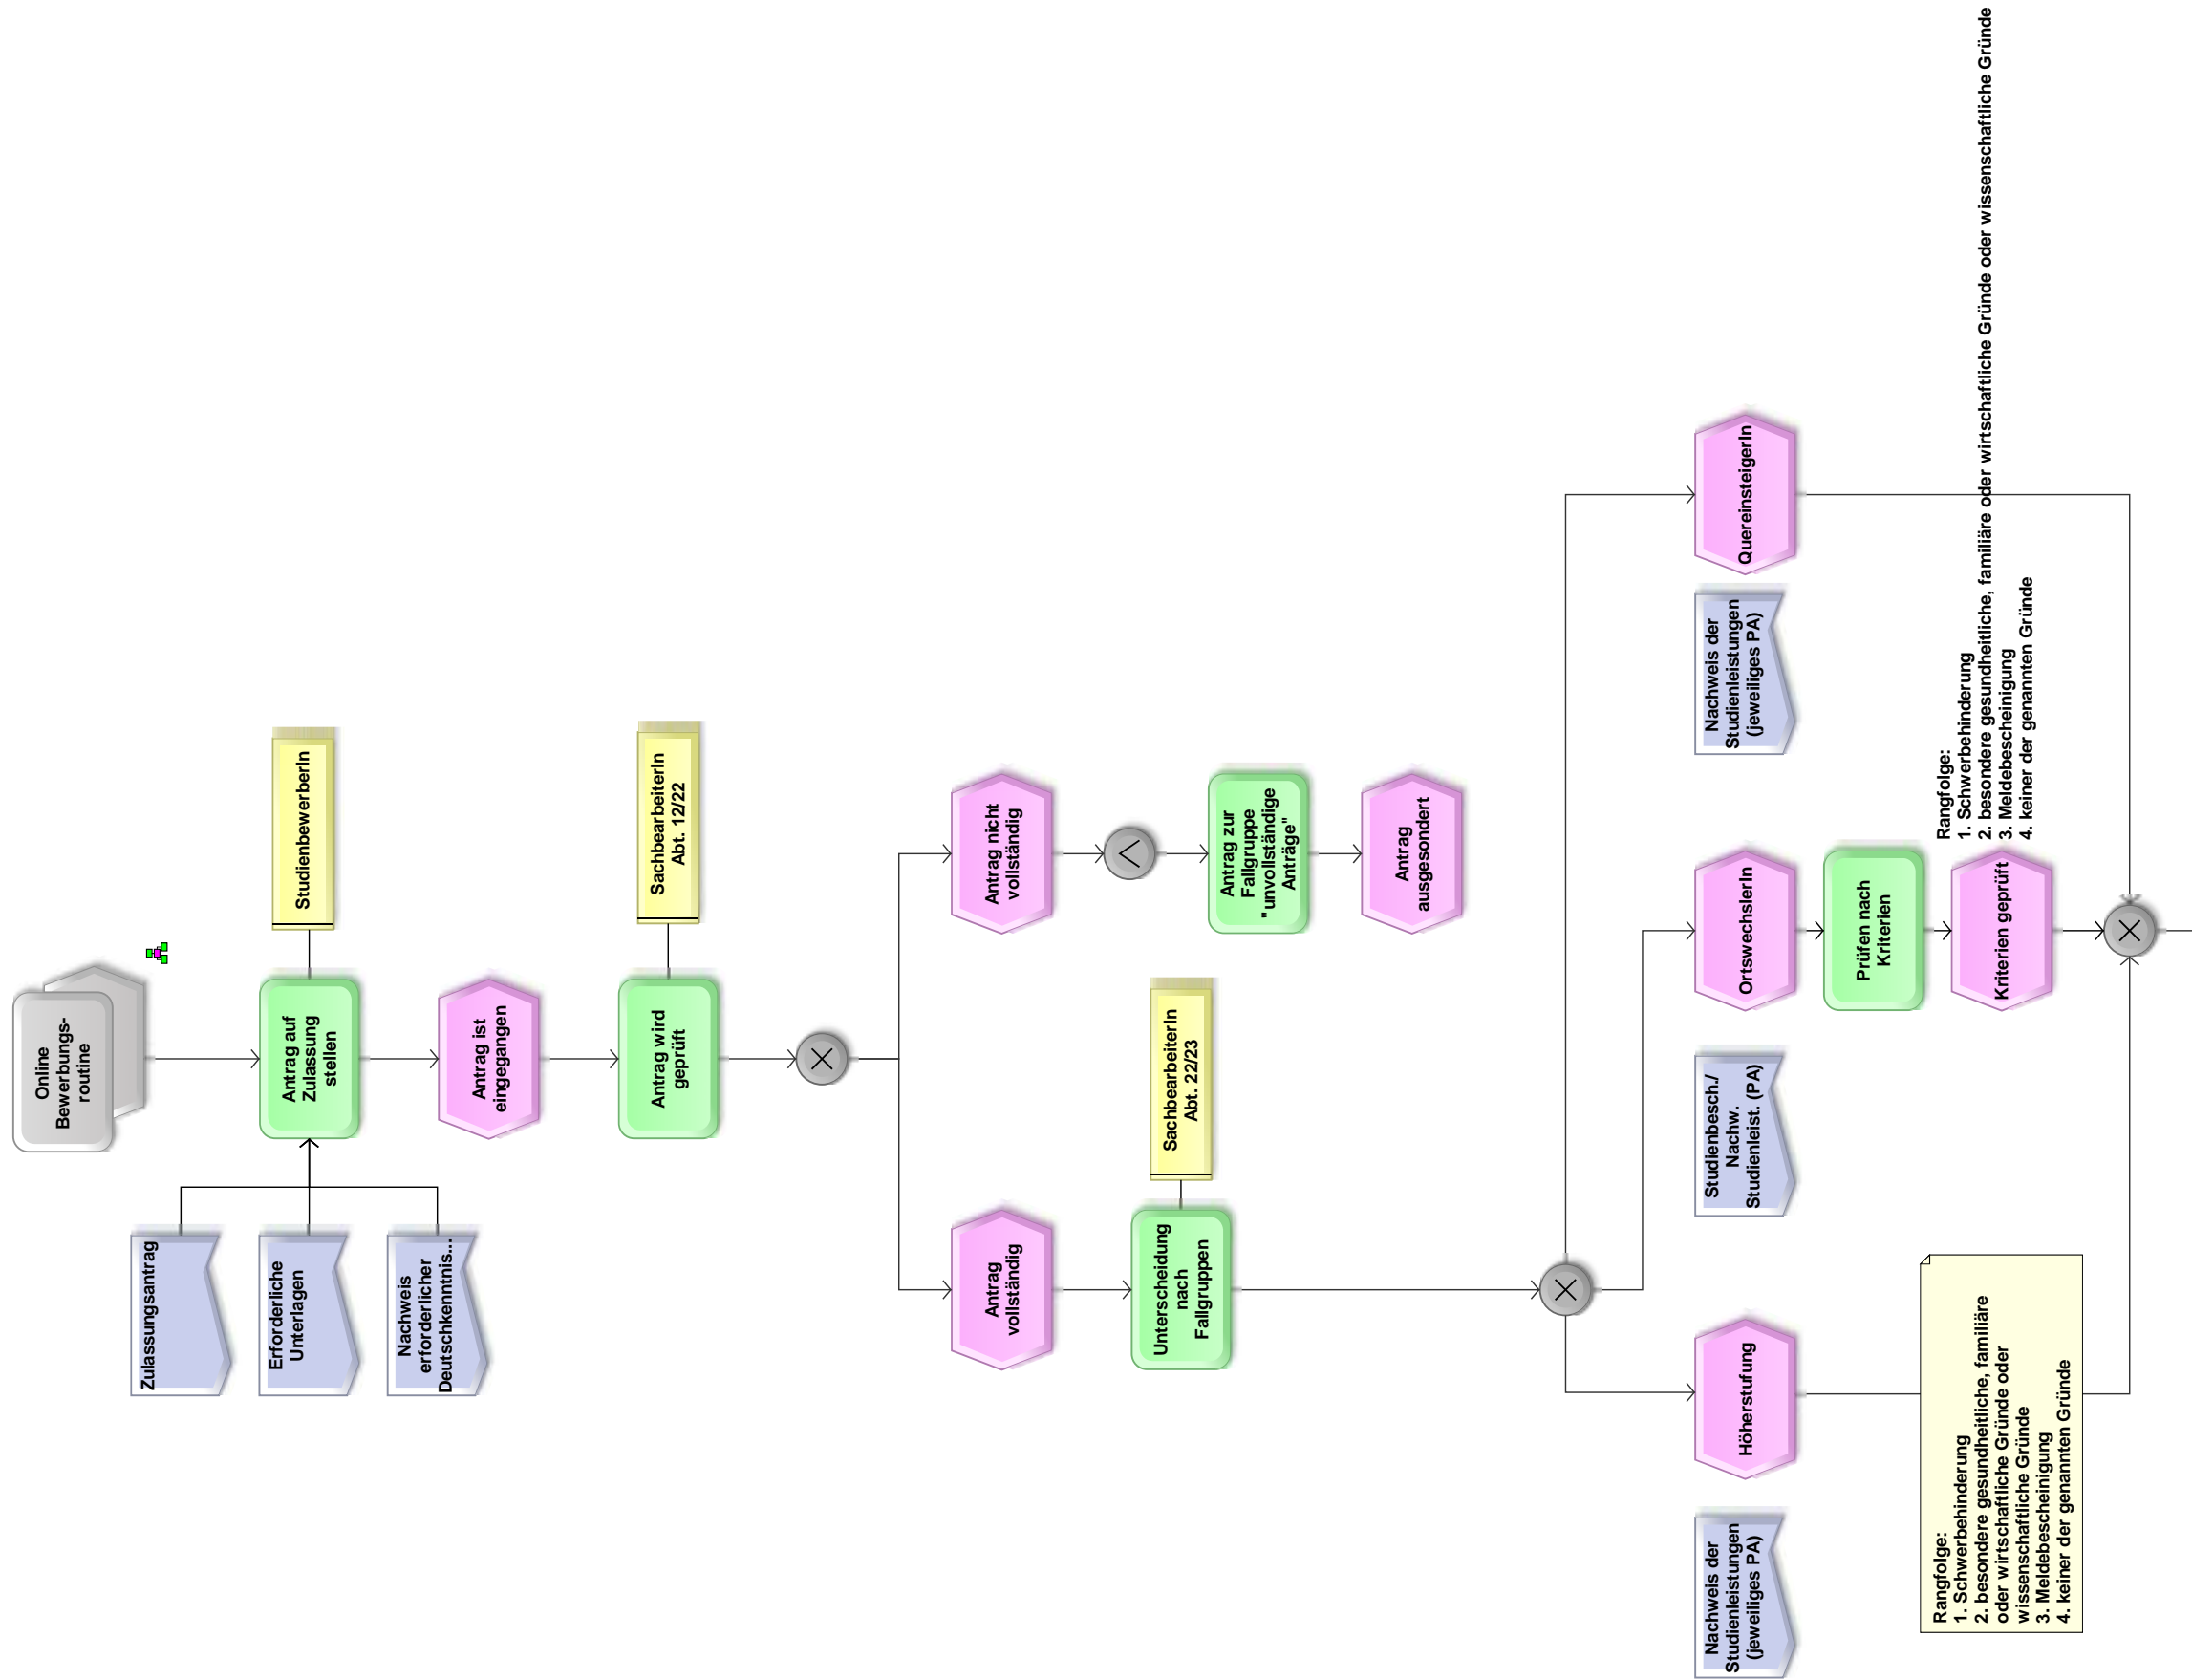 Online
Bewerbungs-
routine
Zulassungsantrag
Erforderliche
Unterlagen
Nachweis
erforderlicher
Deutschkenntnis...
Antrag auf
Zulassung
stellen
StudienbewerberIn
Antrag ist
eingegangen
Antrag wird
geprüft
SachbearbeiterIn
Abt. 12/22
Antrag
vollständig
Antrag nicht
vollständig
Unterscheidung
nach
Fallgruppen
SachbearbeiterIn
Abt. 22/23
Antrag zur
Fallgruppe
"unvollständige
Anträge"
Antrag
ausgesondert
Nachweis der
Studienleistungen
(jeweiliges PA)
Höherstufung
Studienbesch./
Nachw.
Studienleist. (PA)
OrtswechslerIn
Nachweis der
Studienleistungen
(jeweiliges PA)
QuereinsteigerIn
Prüfen nach
Kriterien
Kriterien geprüft
Rangfolge:
1. Schwerbehinderung
2. besondere gesundheitliche, familiäre
oder wirtschaftliche Gründe oder
wissenschaftliche Gründe
3. Meldebescheinigung
4. keiner der genannten Gründe
Rangfolge:
1. Schwerbehinderung
2. besondere gesundheitliche, familiäre oder wirtschaftliche Gründe oder wissenschaftliche Gründe
3. Meldebescheinigung
4. keiner der genannten Gründe